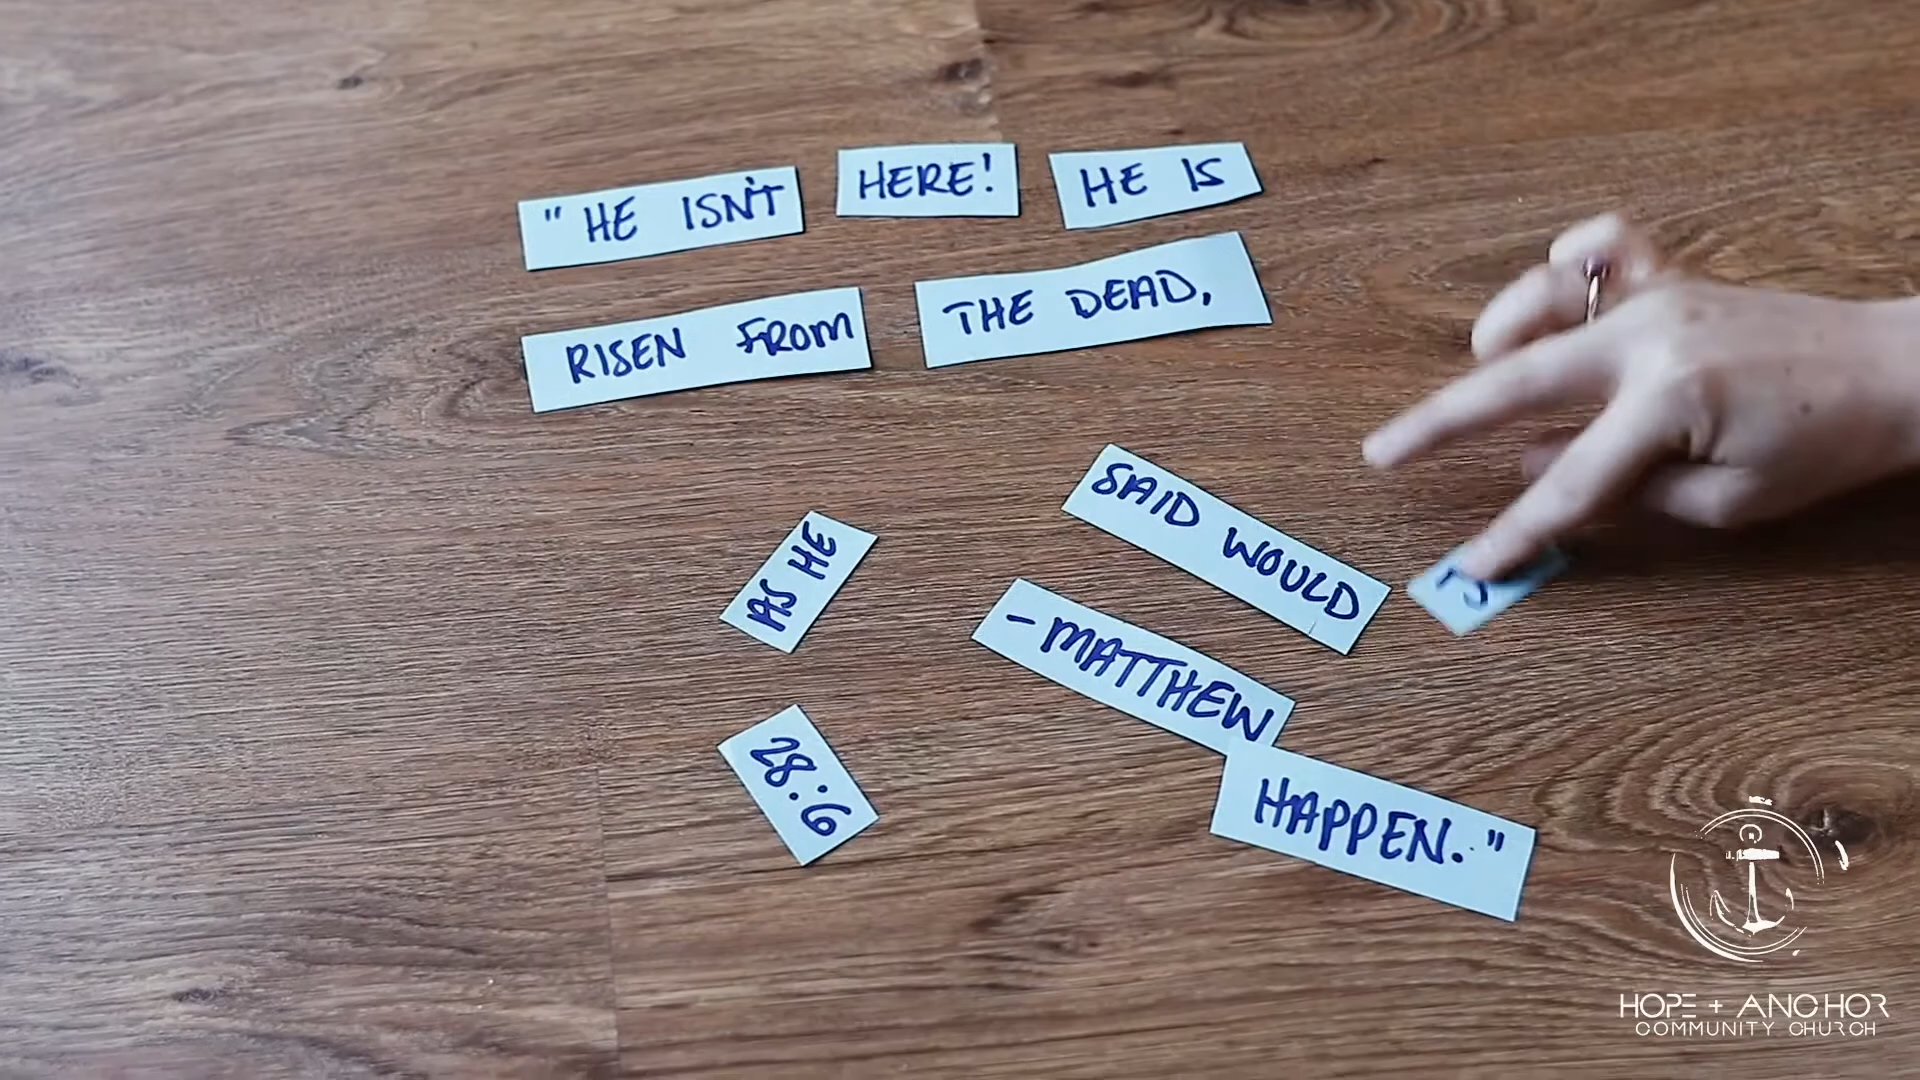 "HE ISN'T HERE! HE IS
RISEN FROM THE DEAD,
AS HE
SAID WOULD
-MATTHEW
28:6
HAPPEN."
HOPE + ANCHOR
COMMUNITY CHURCH